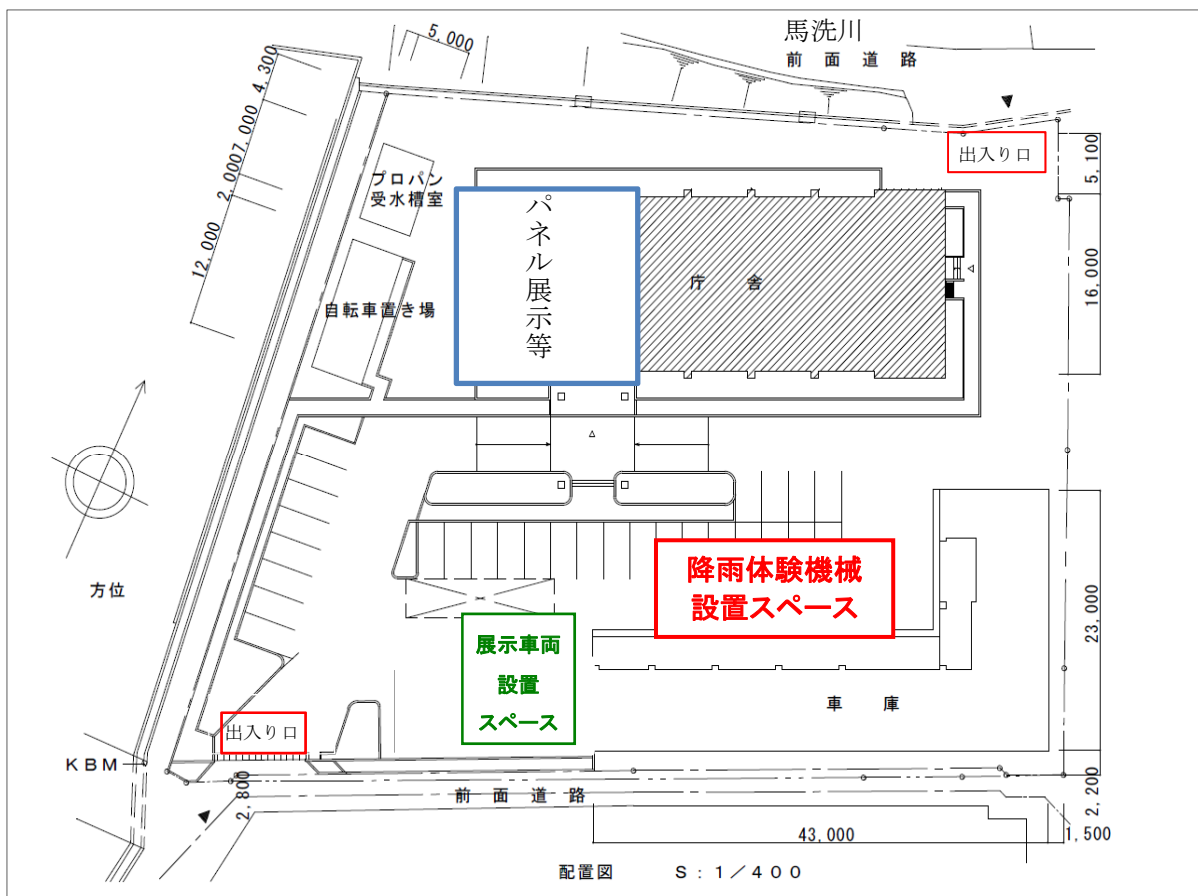 馬洗川
前面道路
5,000
4,300
7,000
2,000
12,000
出入り口
5,100
プロパン
受水槽室
パネル展示等
庁舎
16,000
自転車置き場
方位
降雨体験機械
設置スペース
23,000
展示車両
設置
スペース
車庫
出入り口
KBM
2,800
前面道路
2,200
43,000
1,500
配置図 S:1/400